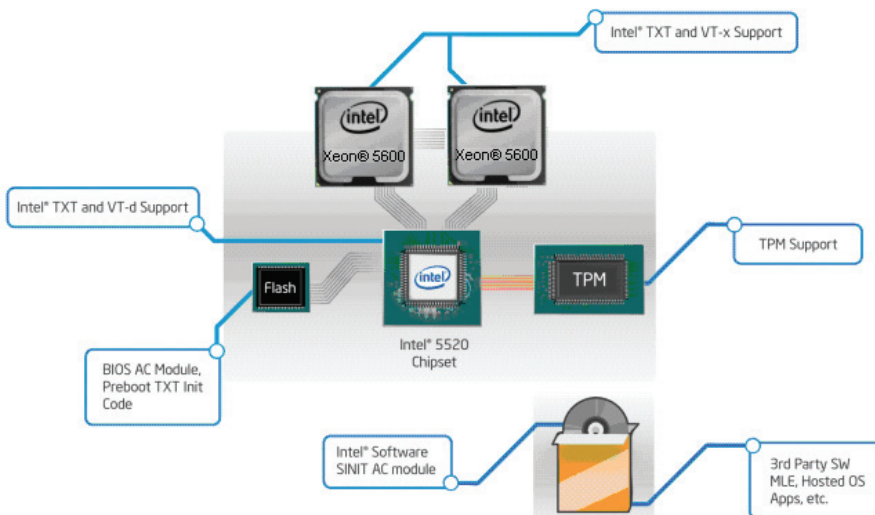 Intel® TXT and VT-x Support
intel
Xeon® 5600
intel
Xeon® 5600
Intel® TXT and VT-d Support
TPM Support
Flash
intel
TPM
Intel® 5520
Chipset
BIOS AC Module,
Preboot TXT Init
Code
Intel® Software
SINIT AC module
3rd Party SW
MLE, Hosted OS
Apps, etc.